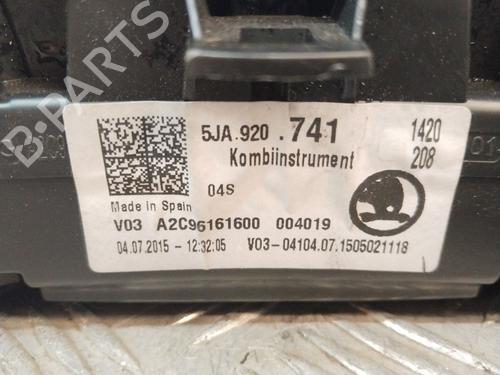 5JA.920 .741 1420
Kombiinstrument 208
04S
Made in Spain
V03 A2C96161600 004019
04.07.2015 - 12:32:05 V03-04104.07.1505021118
B-PARTS